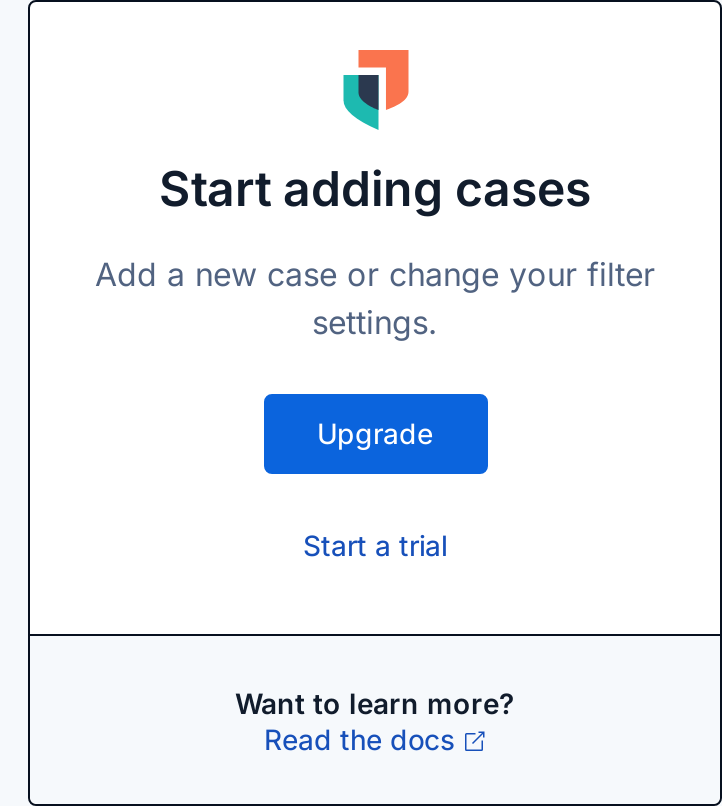 Start adding cases
Add a new case or change your filter
settings.
Upgrade
Start a trial
Want to learn more?
Read the docs